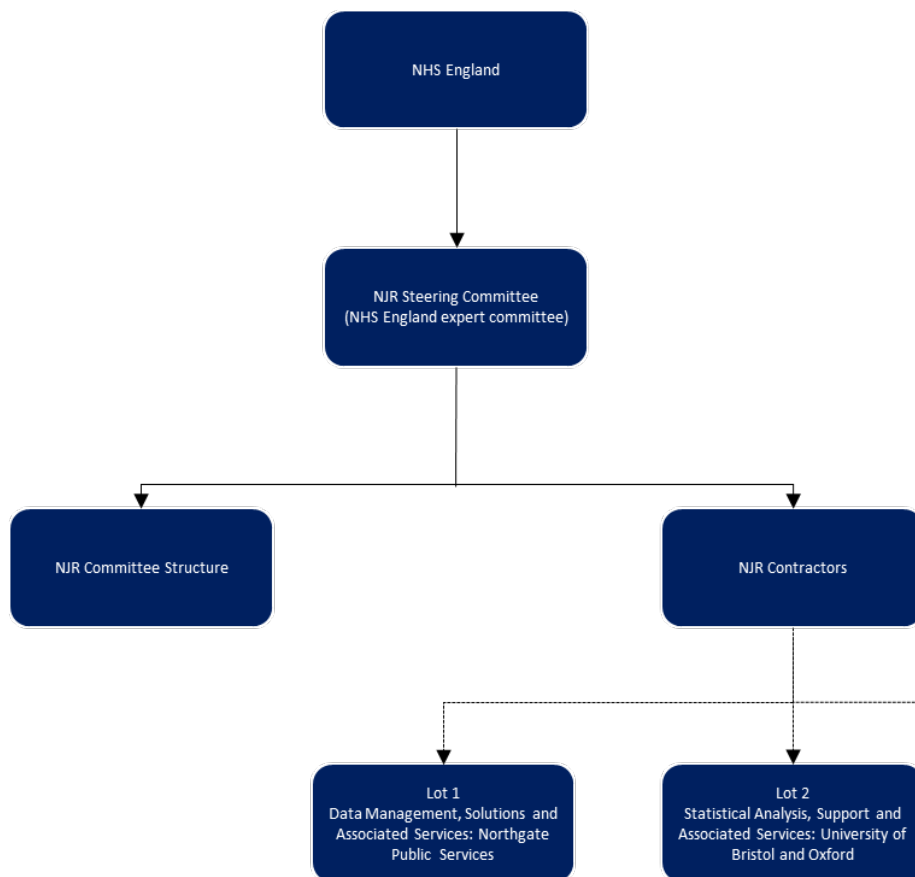 NHS England
NJR Steering Committee
(NHS England expert committee)
NJR Committee Structure
NJR Contractors
Lot 1
Data Management, Solutions and
Associated Services: Northgate
Public Services
Lot 2
Statistical Analysis, Support and
Associated Services: University of
Bristol and Oxford